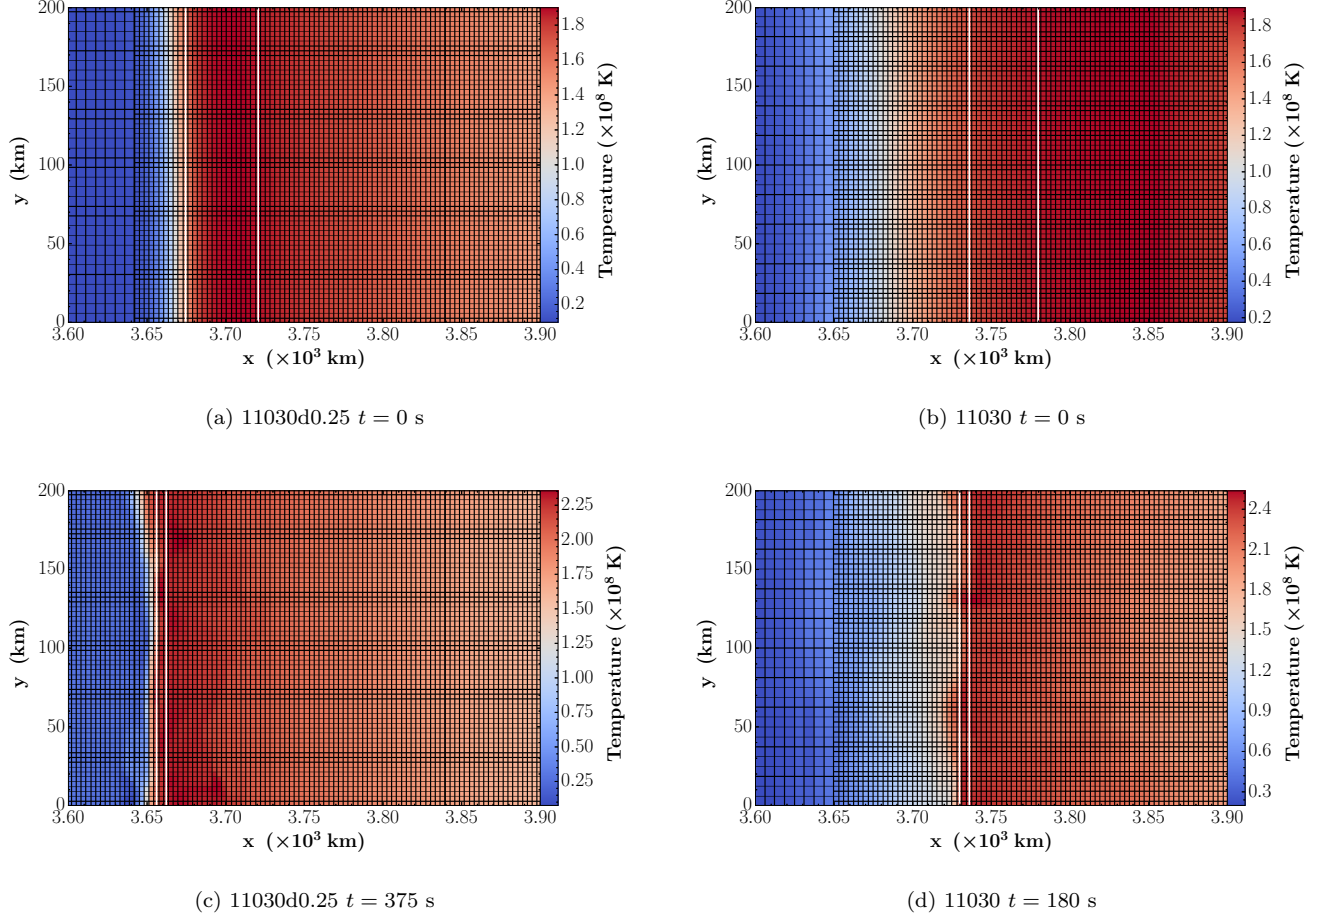 200
150
100
50
0
y (km)
3.60 3.65 3.70 3.75 3.80 3.85 3.90
x (×10³ km)
1.8
1.6
1.4
1.2
1.0
0.8
0.6
0.4
0.2
Temperature (×10⁸ K)
(a) 11030d0.25 t = 0 s
200
150
100
50
0
y (km)
3.60 3.65 3.70 3.75 3.80 3.85 3.90
x (×10³ km)
1.8
1.6
1.4
1.2
1.0
0.8
0.6
0.4
0.2
Temperature (×10⁸ K)
(b) 11030 t = 0 s
200
150
100
50
0
y (km)
3.60 3.65 3.70 3.75 3.80 3.85 3.90
x (×10³ km)
2.25
2.00
1.75
1.50
1.25
1.00
0.75
0.50
0.25
Temperature (×10⁸ K)
(c) 11030d0.25 t = 375 s
200
150
100
50
0
y (km)
3.60 3.65 3.70 3.75 3.80 3.85 3.90
x (×10³ km)
2.4
2.1
1.8
1.5
1.2
0.9
0.6
0.3
Temperature (×10⁸ K)
(d) 11030 t = 180 s